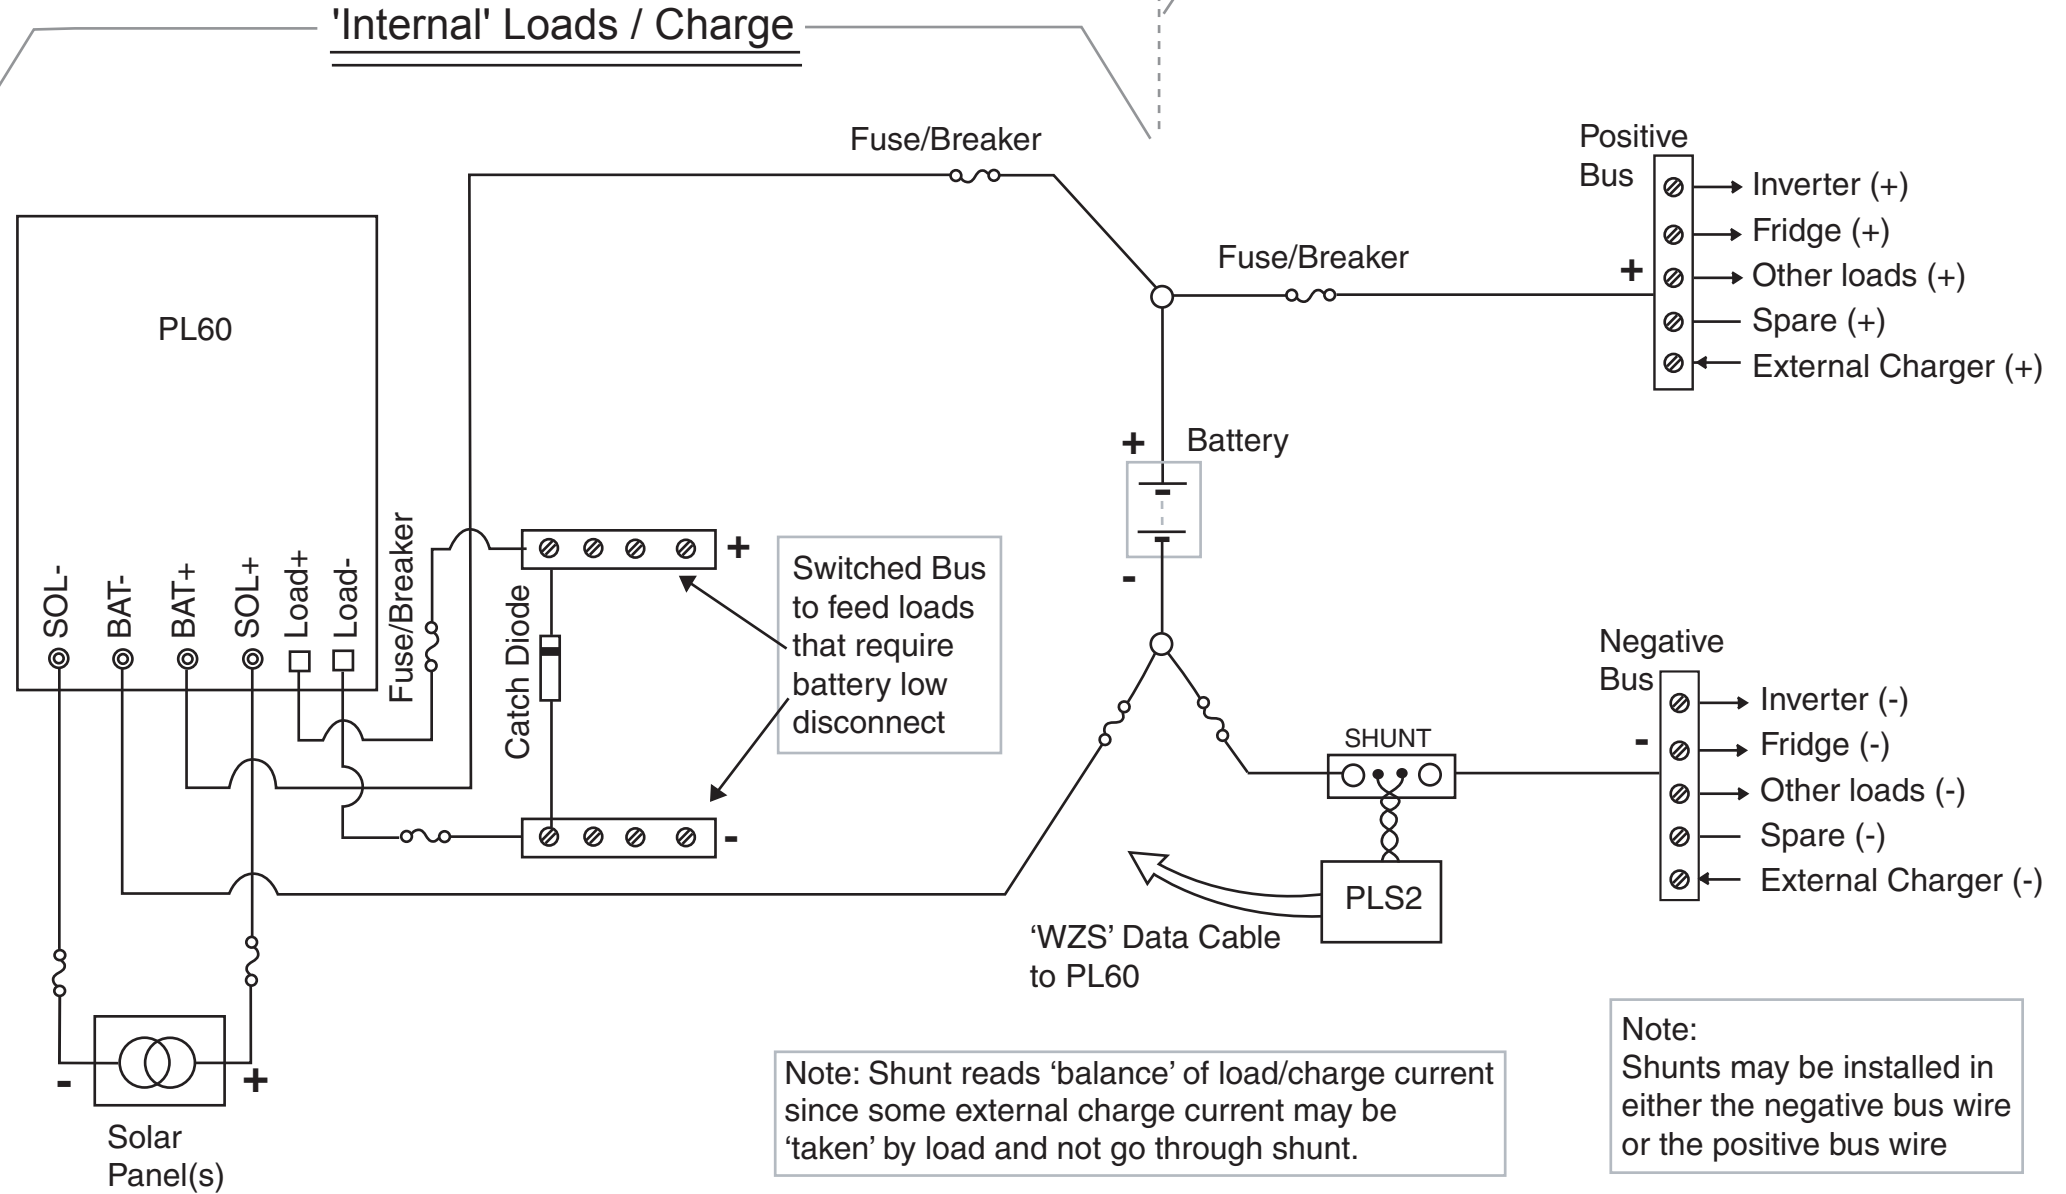 'Internal' Loads / Charge
Fuse/Breaker
Positive
Bus
Inverter (+)
Fridge (+)
Fuse/Breaker
+
Other loads (+)
Spare (+)
External Charger (+)
PL60
+
Battery
-
SOL-
BAT-
BAT+
SOL+
Load+
Load-
Fuse/Breaker
+
Catch Diode
Switched Bus
to feed loads
that require
battery low
disconnect
-
Negative
Bus
-
Inverter (-)
Fridge (-)
Other loads (-)
Spare (-)
External Charger (-)
SHUNT
PLS2
‘WZS’ Data Cable
to PL60
-
+
Solar
Panel(s)
Note: Shunt reads ‘balance’ of load/charge current
since some external charge current may be
‘taken’ by load and not go through shunt.
Note:
Shunts may be installed in
either the negative bus wire
or the positive bus wire